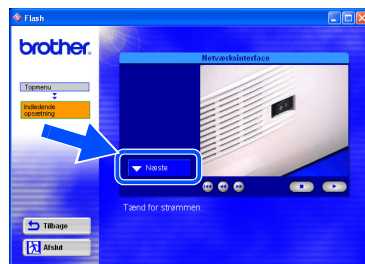 Flash
brother.
Netværksinterface
Topmenu
Indledende
opsætning
Næste
Tænd for strømmen.
Tilbage
Afslut